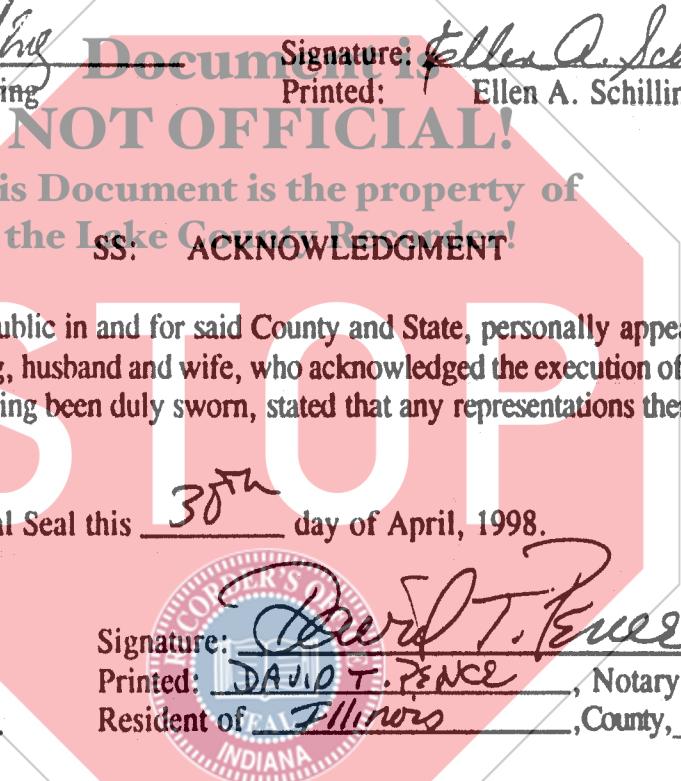 Document is
Signature: Ellen A. Sch
ing Printed: Ellen A. Schillin
NOT OFFICIAL!
is Document is the property of
the Lake County Recorder!
SS: ACKNOWLEDGMENT
STOP
ublic in and for said County and State, personally appea
g, husband and wife, who acknowledged the execution of
ing been duly sworn, stated that any representations the
al Seal this 30th day of April, 1998.
RECORDER'S OF
SEAL
INDIANA
Signature: David T. Pence
Printed: DAVID T. PENCE, Notary
Resident of Illinois, County,